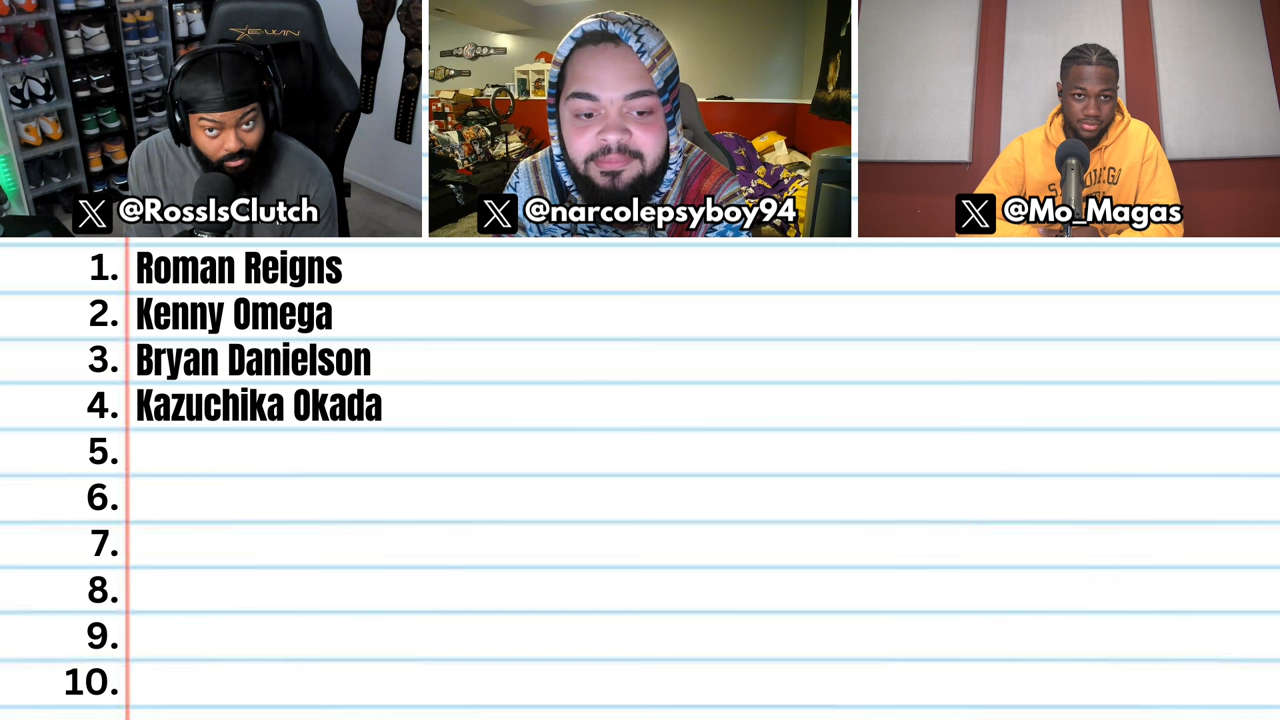 E-WIN
@RossIsClutch
@narcolepsyboy94
@Mo_Magas
1. Roman Reigns
2. Kenny Omega
3. Bryan Danielson
4. Kazuchika Okada
5.
6.
7.
8.
9.
10.